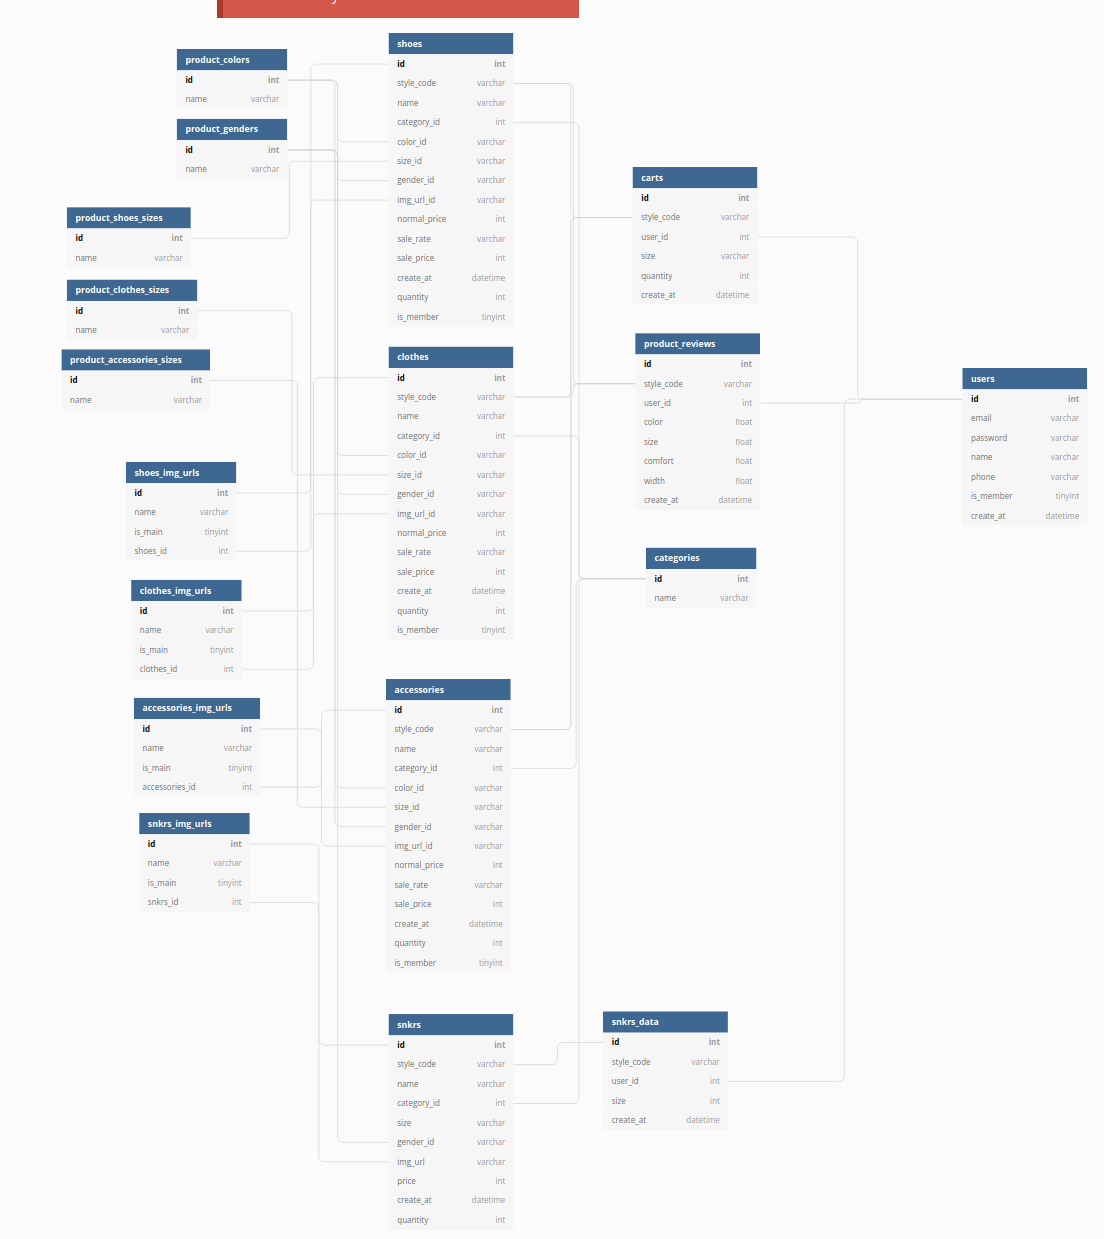 product_colors
id int
name varchar
product_genders
id int
name varchar
product_shoes_sizes
id int
name varchar
product_clothes_sizes
id int
name varchar
product_accessories_sizes
id int
name varchar
shoes_img_urls
id int
name varchar
is_main tinyint
shoes_id int
clothes_img_urls
id int
name varchar
is_main tinyint
clothes_id int
accessories_img_urls
id int
name varchar
is_main tinyint
accessories_id int
snkrs_img_urls
id int
name varchar
is_main tinyint
snkrs_id int
shoes
id int
style_code varchar
name varchar
category_id int
color_id varchar
size_id varchar
gender_id varchar
img_url_id varchar
normal_price int
sale_rate varchar
sale_price int
create_at datetime
quantity int
is_member tinyint
clothes
id int
style_code varchar
name varchar
category_id int
color_id varchar
size_id varchar
gender_id varchar
img_url_id varchar
normal_price int
sale_rate varchar
sale_price int
create_at datetime
quantity int
is_member tinyint
accessories
id int
style_code varchar
name varchar
category_id int
color_id varchar
size_id varchar
gender_id varchar
img_url_id varchar
normal_price int
sale_rate varchar
sale_price int
create_at datetime
quantity int
is_member tinyint
snkrs
id int
style_code varchar
name varchar
category_id int
size varchar
gender_id varchar
img_url varchar
price int
create_at datetime
quantity int
carts
id int
style_code varchar
user_id int
size varchar
quantity int
create_at datetime
product_reviews
id int
style_code varchar
user_id int
color float
size float
comfort float
width float
create_at datetime
categories
id int
name varchar
snkrs_data
id int
style_code varchar
user_id int
size int
create_at datetime
users
id int
email varchar
password varchar
name varchar
phone varchar
is_member tinyint
create_at datetime